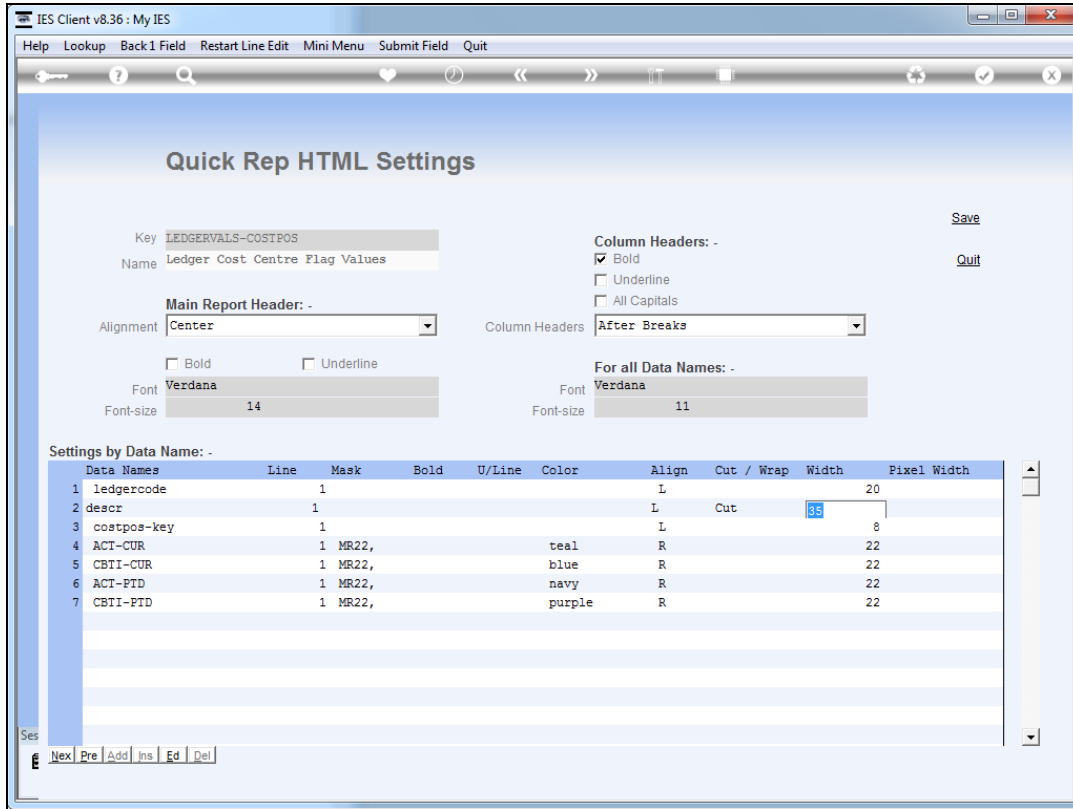 IES Client v8.36 : My IES
Help Lookup Back 1 Field Restart Line Edit Mini Menu Submit Field Quit
Quick Rep HTML Settings
Save
Key LEDGERVALS-COSTPOS
Column Headers: -
Name Ledger Cost Centre Flag Values
Bold
Quit
Underline
Main Report Header: -
All Capitals
Alignment Center
Column Headers After Breaks
Bold Underline
For all Data Names: -
Font Verdana
Font Verdana
Font-size 14
Font-size 11
Settings by Data Name: -
Data Names Line Mask Bold U/Line Color Align Cut / Wrap Width Pixel Width
1 ledgercode 1 L 20
2 descr 1 L Cut 35
3 costpos-key 1 L 8
4 ACT-CUR 1 MR22, teal R 22
5 CBTI-CUR 1 MR22, blue R 22
6 ACT-PTD 1 MR22, navy R 22
7 CBTI-PTD 1 MR22, purple R 22
Ses
Nex Pre Add Ins Ed Del